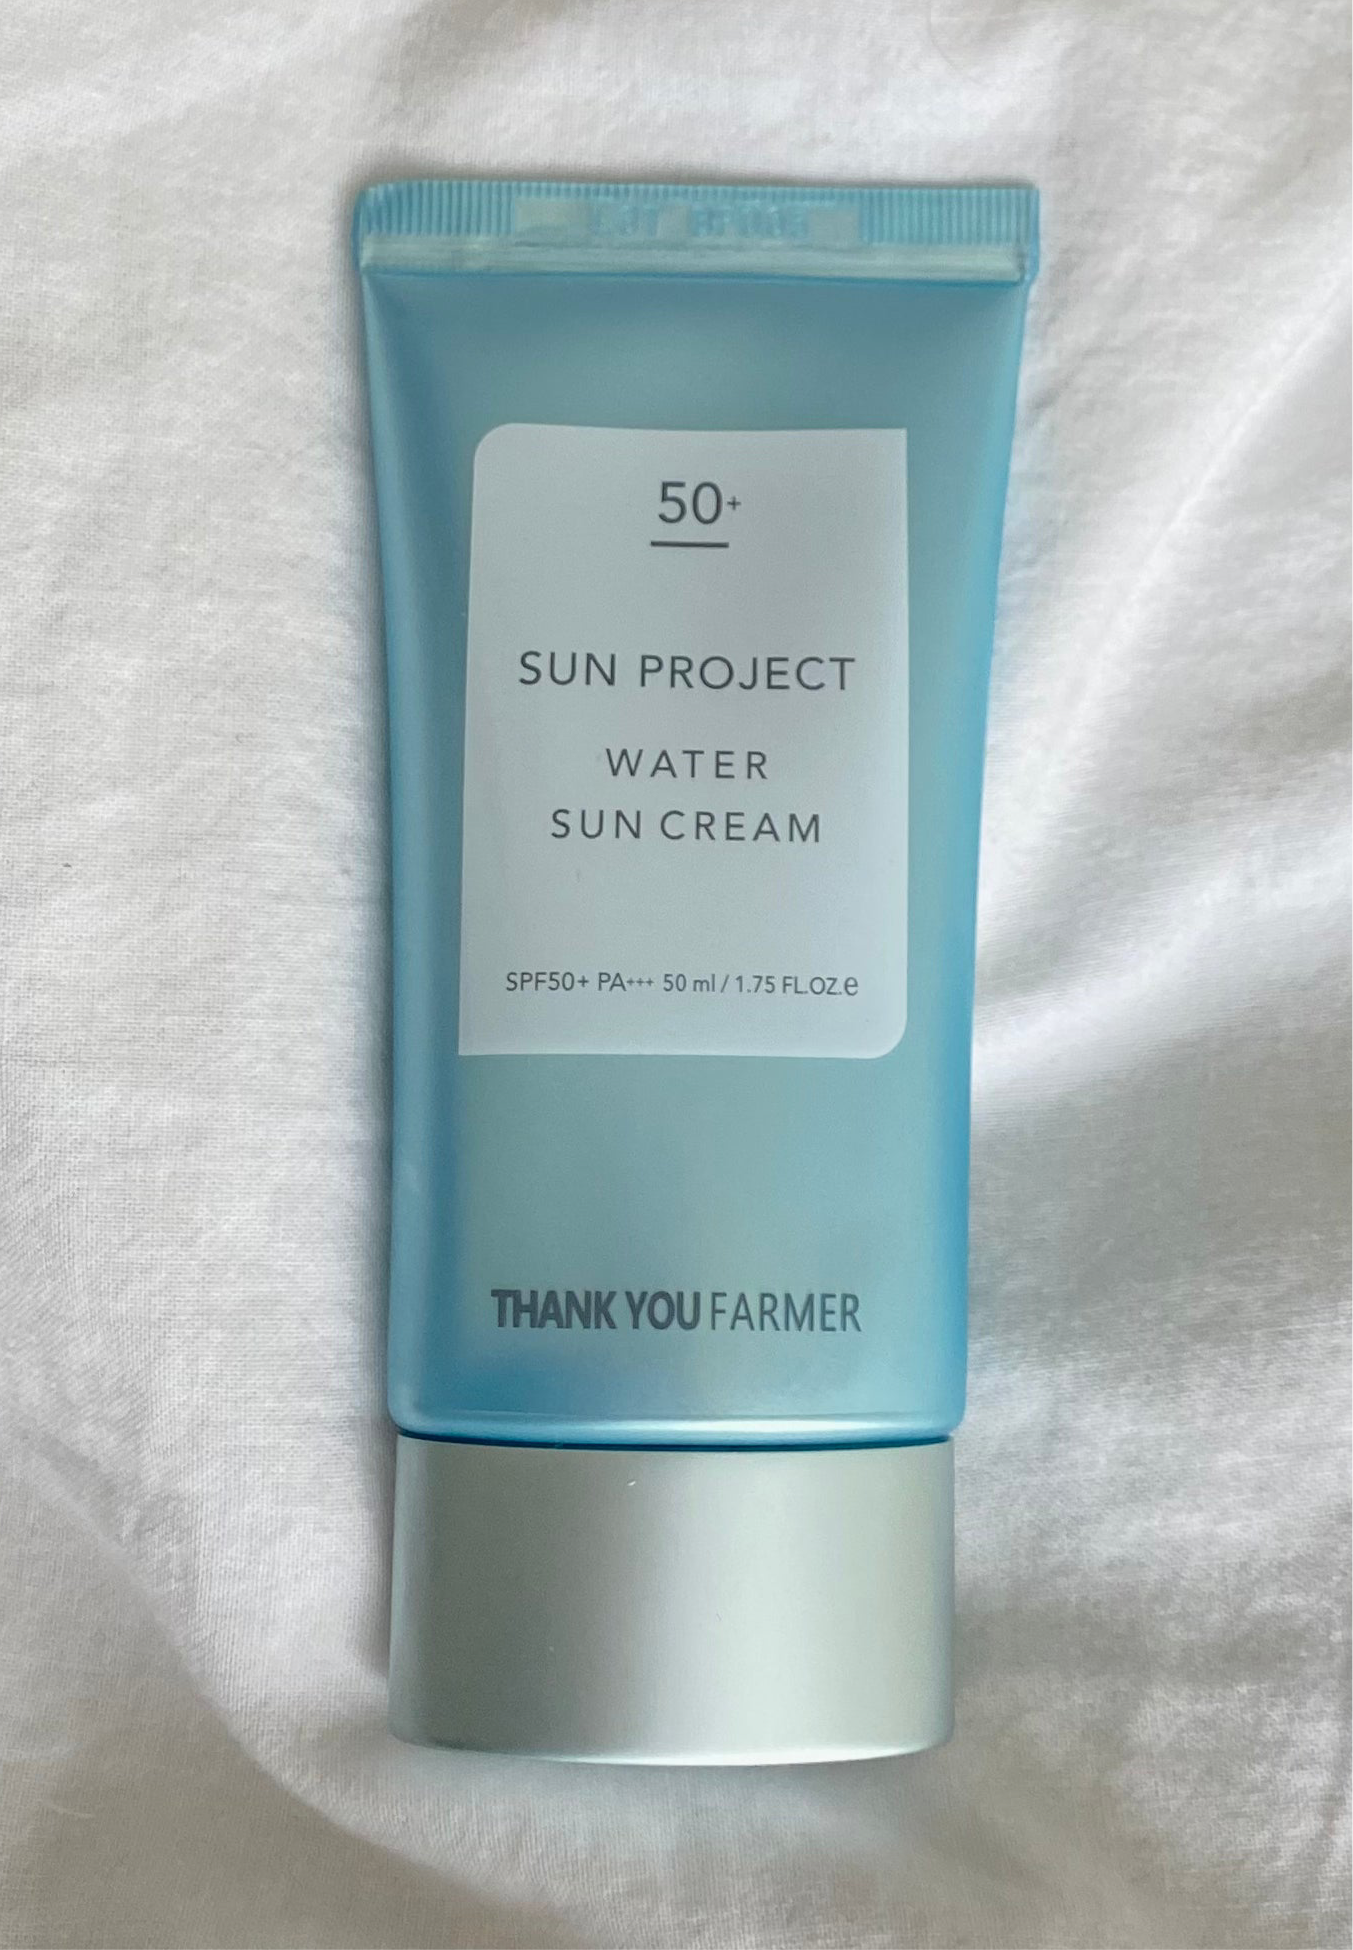 50+
SUN PROJECT
WATER
SUN CREAM
SPF50+ PA+++ 50 ml / 1.75 FL.OZ.e
THANK YOU FARMER